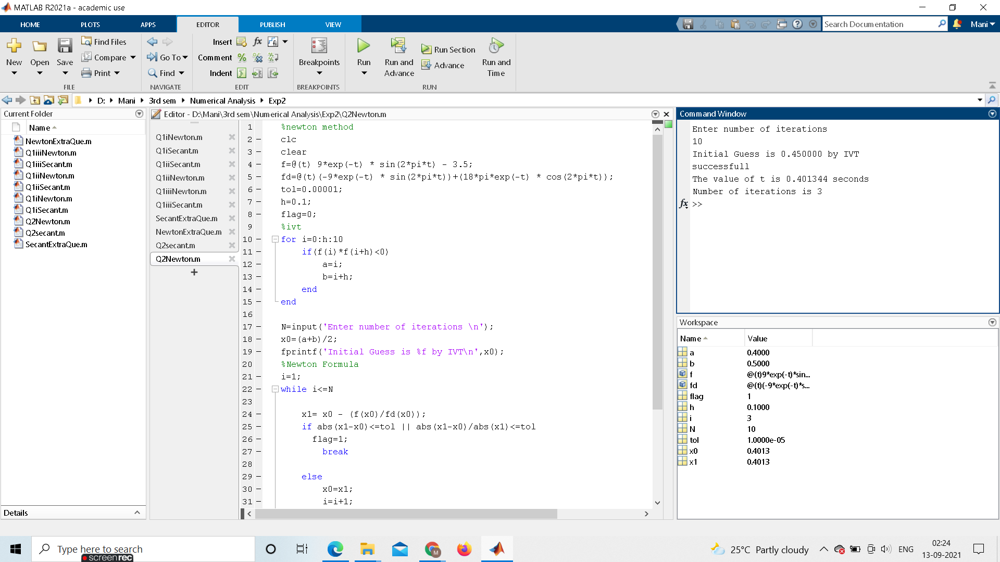 MATLAB R2021a - academic use
HOME PLOTS APPS EDITOR PUBLISH VIEW
Search Documentation
Mani
New
Open
Save
Find Files
Compare
Print
FILE
Go To
Find
NAVIGATE
Insert
Comment
Indent
EDIT
Breakpoints
BREAKPOINTS
Run
Run and Advance
Run Section
Advance
Run and Time
RUN
D: Mani 3rd sem Numerical Analysis Exp2
Current Folder
Name
NewtonExtraQue.m
Q1iiiNewton.m
Q1iiiSecant.m
Q1iiNewton.m
Q1iiSecant.m
Q1iNewton.m
Q1iSecant.m
Q2Newton.m
Q2secant.m
SecantExtraQue.m
Details
Editor - D:\Mani\3rd sem\Numerical Analysis\Exp2\Q2Newton.m
Q1iNewton.m
Q1iSecant.m
Q1iiSecant.m
Q1iiNewton.m
Q1iiiNewton.m
Q1iiiSecant.m
SecantExtraQue.m
NewtonExtraQue.m
Q2secant.m
Q2Newton.m
+
1 %newton method
2 – clc
3 – clear
4 – f=@(t) 9*exp(-t) * sin(2*pi*t) - 3.5;
5 – fd=@(t)(-9*exp(-t) * sin(2*pi*t))+(18*pi*exp(-t) * cos(2*pi*t));
6 – tol=0.00001;
7 – h=0.1;
8 – flag=0;
9 %ivt
10 – for i=0:h:10
11 – if(f(i)*f(i+h)<0)
12 – a=i;
13 – b=i+h;
14 – end
15 – end
16
17 – N=input('Enter number of iterations \n');
18 – x0=(a+b)/2;
19 – fprintf('Initial Guess is %f by IVT\n',x0);
20 %Newton Formula
21 – i=1;
22 – while i<=N
23
24 – x1= x0 - (f(x0)/fd(x0));
25 – if abs(x1-x0)<=tol || abs(x1-x0)/abs(x1)<=tol
26 – flag=1;
27 – break
28
29 – else
30 – x0=x1;
31 – i=i+1;
Command Window
Enter number of iterations
10
Initial Guess is 0.450000 by IVT
successfull
The value of t is 0.401344 seconds
Number of iterations is 3
fx >>
Workspace
Name Value
a 0.4000
b 0.5000
f @(t)9*exp(-t)*sin...
fd @(t)(-9*exp(-t)*s...
flag 1
h 0.1000
i 3
N 10
tol 1.0000e-05
x0 0.4013
x1 0.4013
Type here to search
screenrec
25°C Partly cloudy
ENG
02:24
13-09-2021